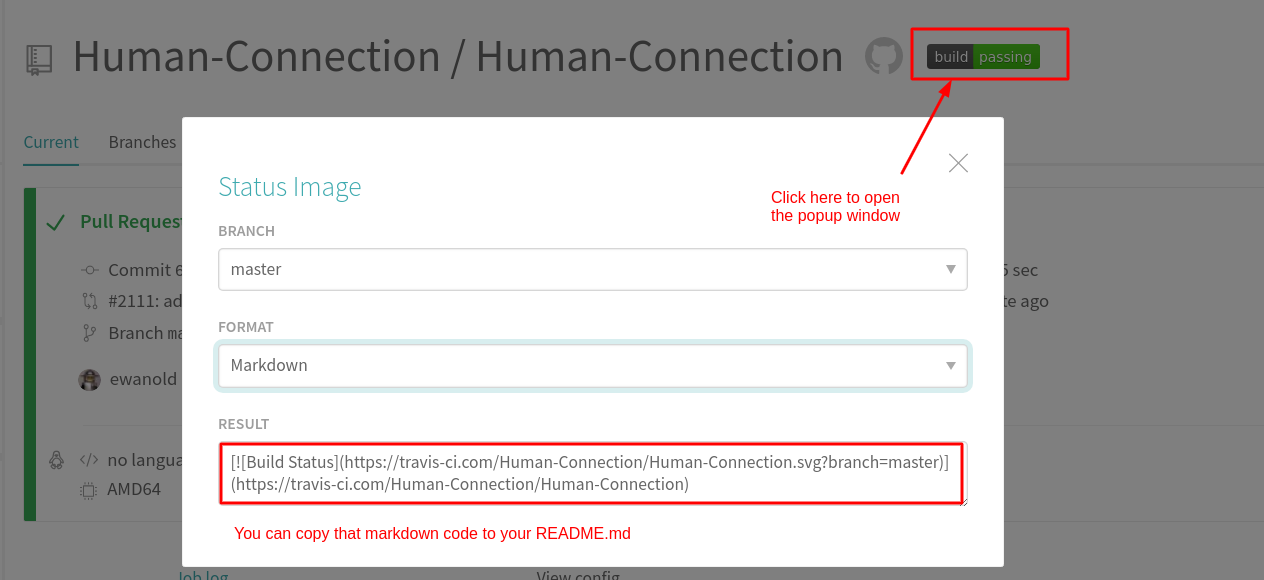 Human-Connection / Human-Connection
build passing
Current Branches
Click here to open
the popup window
Status Image
BRANCH
master
Pull Reques
Commit 6
sec
#2111: ad
te ago
Branch ma
FORMAT
Markdown
ewanold
RESULT
[![Build Status](https://travis-ci.com/Human-Connection/Human-Connection.svg?branch=master)]
(https://travis-ci.com/Human-Connection/Human-Connection)
no langua
AMD64
You can copy that markdown code to your README.md
Job log View config